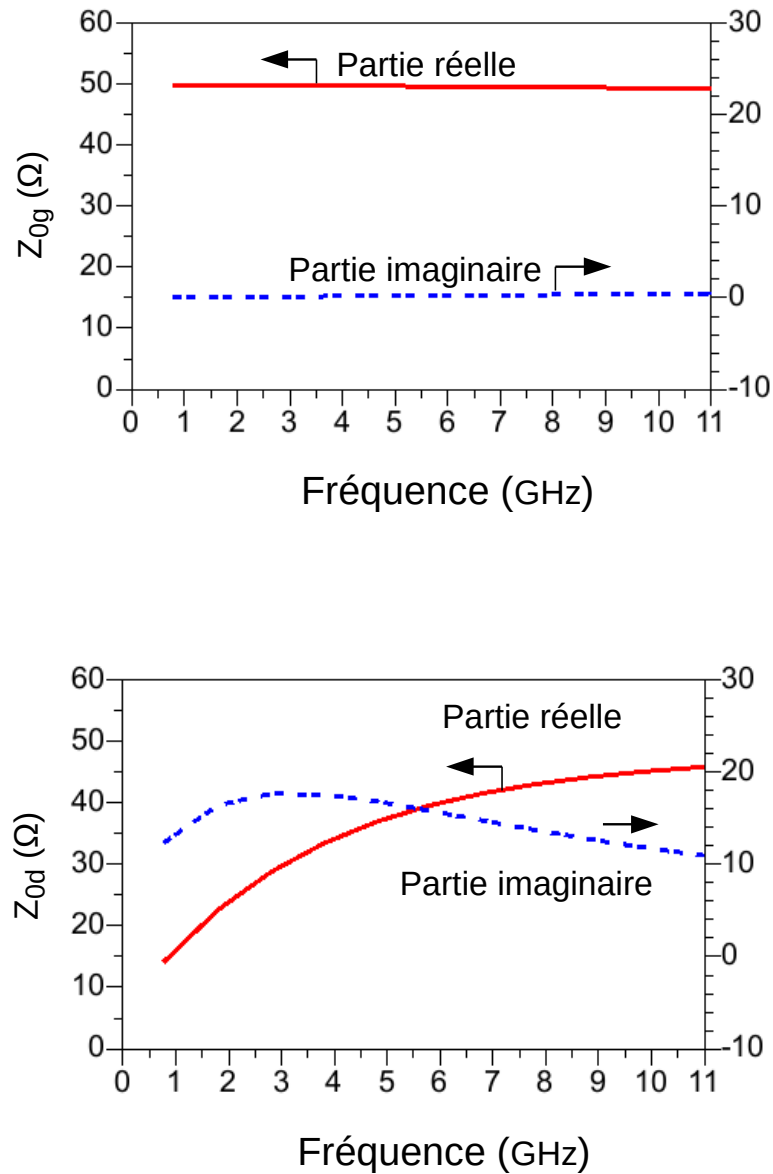 60
50
40
30
20
10
0
Z0g (Ω)
Partie réelle
Partie imaginaire
30
20
10
0
-10
0 1 2 3 4 5 6 7 8 9 10 11
Fréquence (GHz)
60
50
40
30
20
10
0
Z0d (Ω)
Partie réelle
Partie imaginaire
30
20
10
0
-10
0 1 2 3 4 5 6 7 8 9 10 11
Fréquence (GHz)